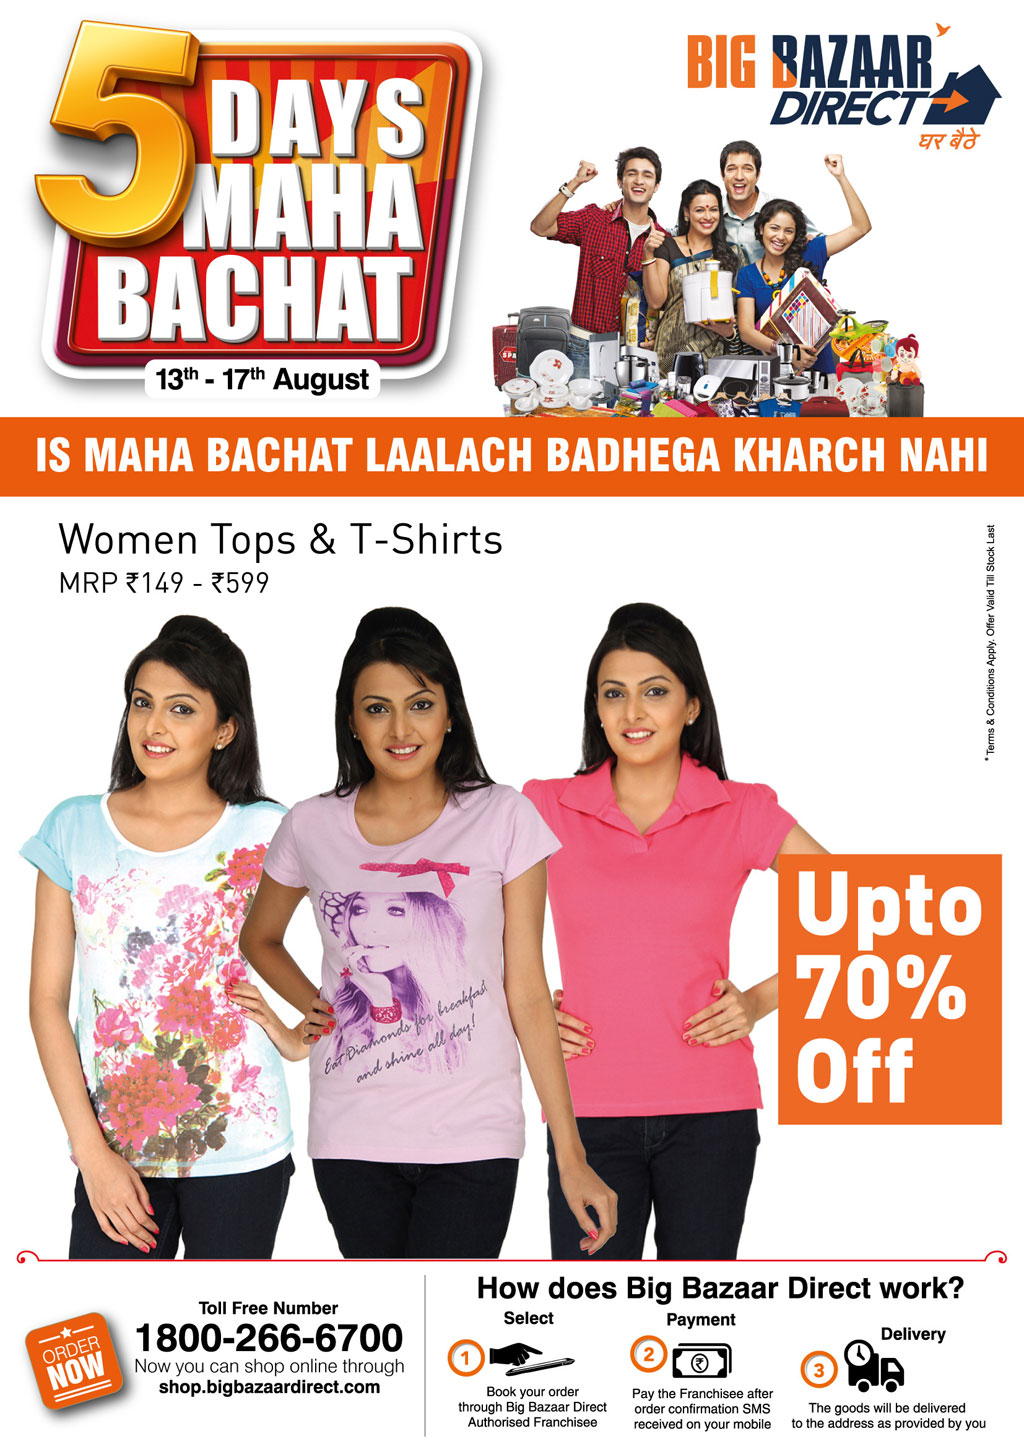 5 DAYS
MAHA
BACHAT
13th - 17th August
BIG BAZAAR
DIRECT
घर बैठे
IS MAHA BACHAT LAALACH BADHEGA KHARCH NAHI
Women Tops & T-Shirts
MRP ₹149 - ₹599
* Terms & Conditions Apply. Offer Valid Till Stock Last
Eat Diamonds for breakfast
and shine all day!
Upto
70%
Off
ORDER
NOW
Toll Free Number
1800-266-6700
Now you can shop online through
shop.bigbazaardirect.com
How does Big Bazaar Direct work?
Select
1
Book your order
through Big Bazaar Direct
Authorised Franchisee
Payment
2
₹
Pay the Franchisee after
order confirmation SMS
received on your mobile
Delivery
3
The goods will be delivered
to the address as provided by you